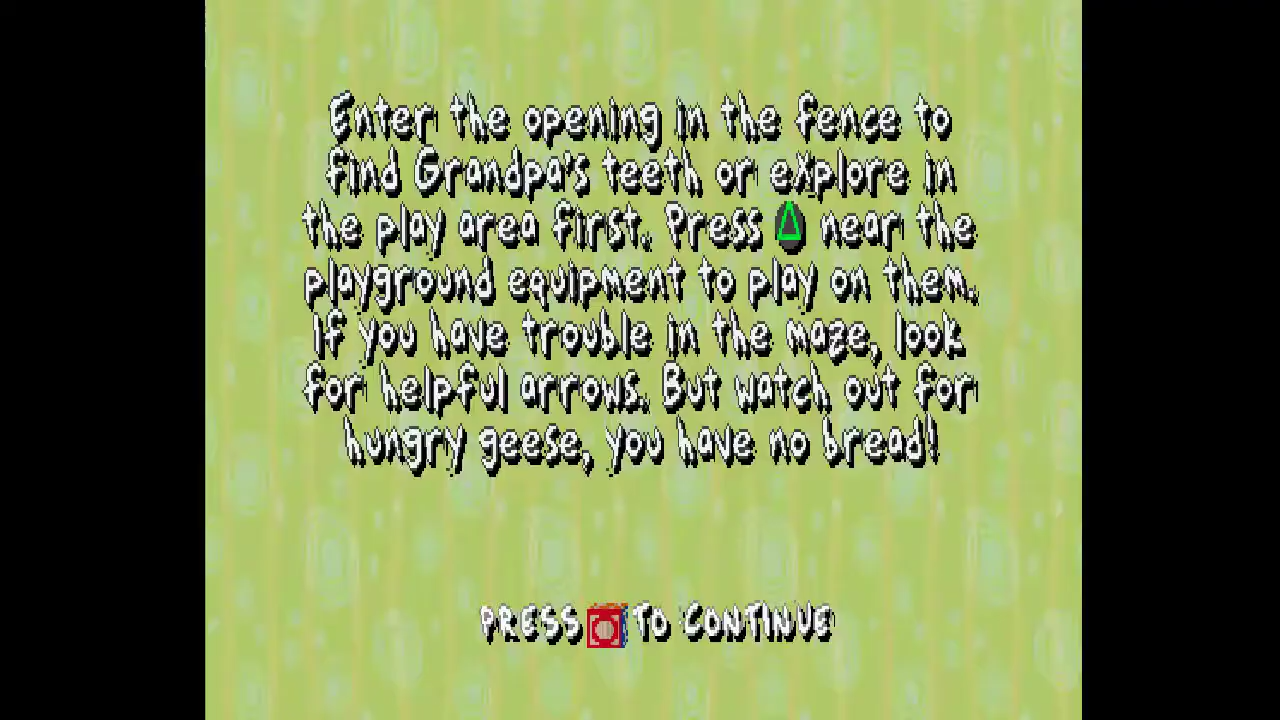 Enter the opening in the fence to
find Grandpa's teeth or explore in
the play area first. Press △ near the
playground equipment to play on them.
If you have trouble in the maze, look
for helpful arrows. But watch out for
hungry geese, you have no bread!
PRESS TO CONTINUE